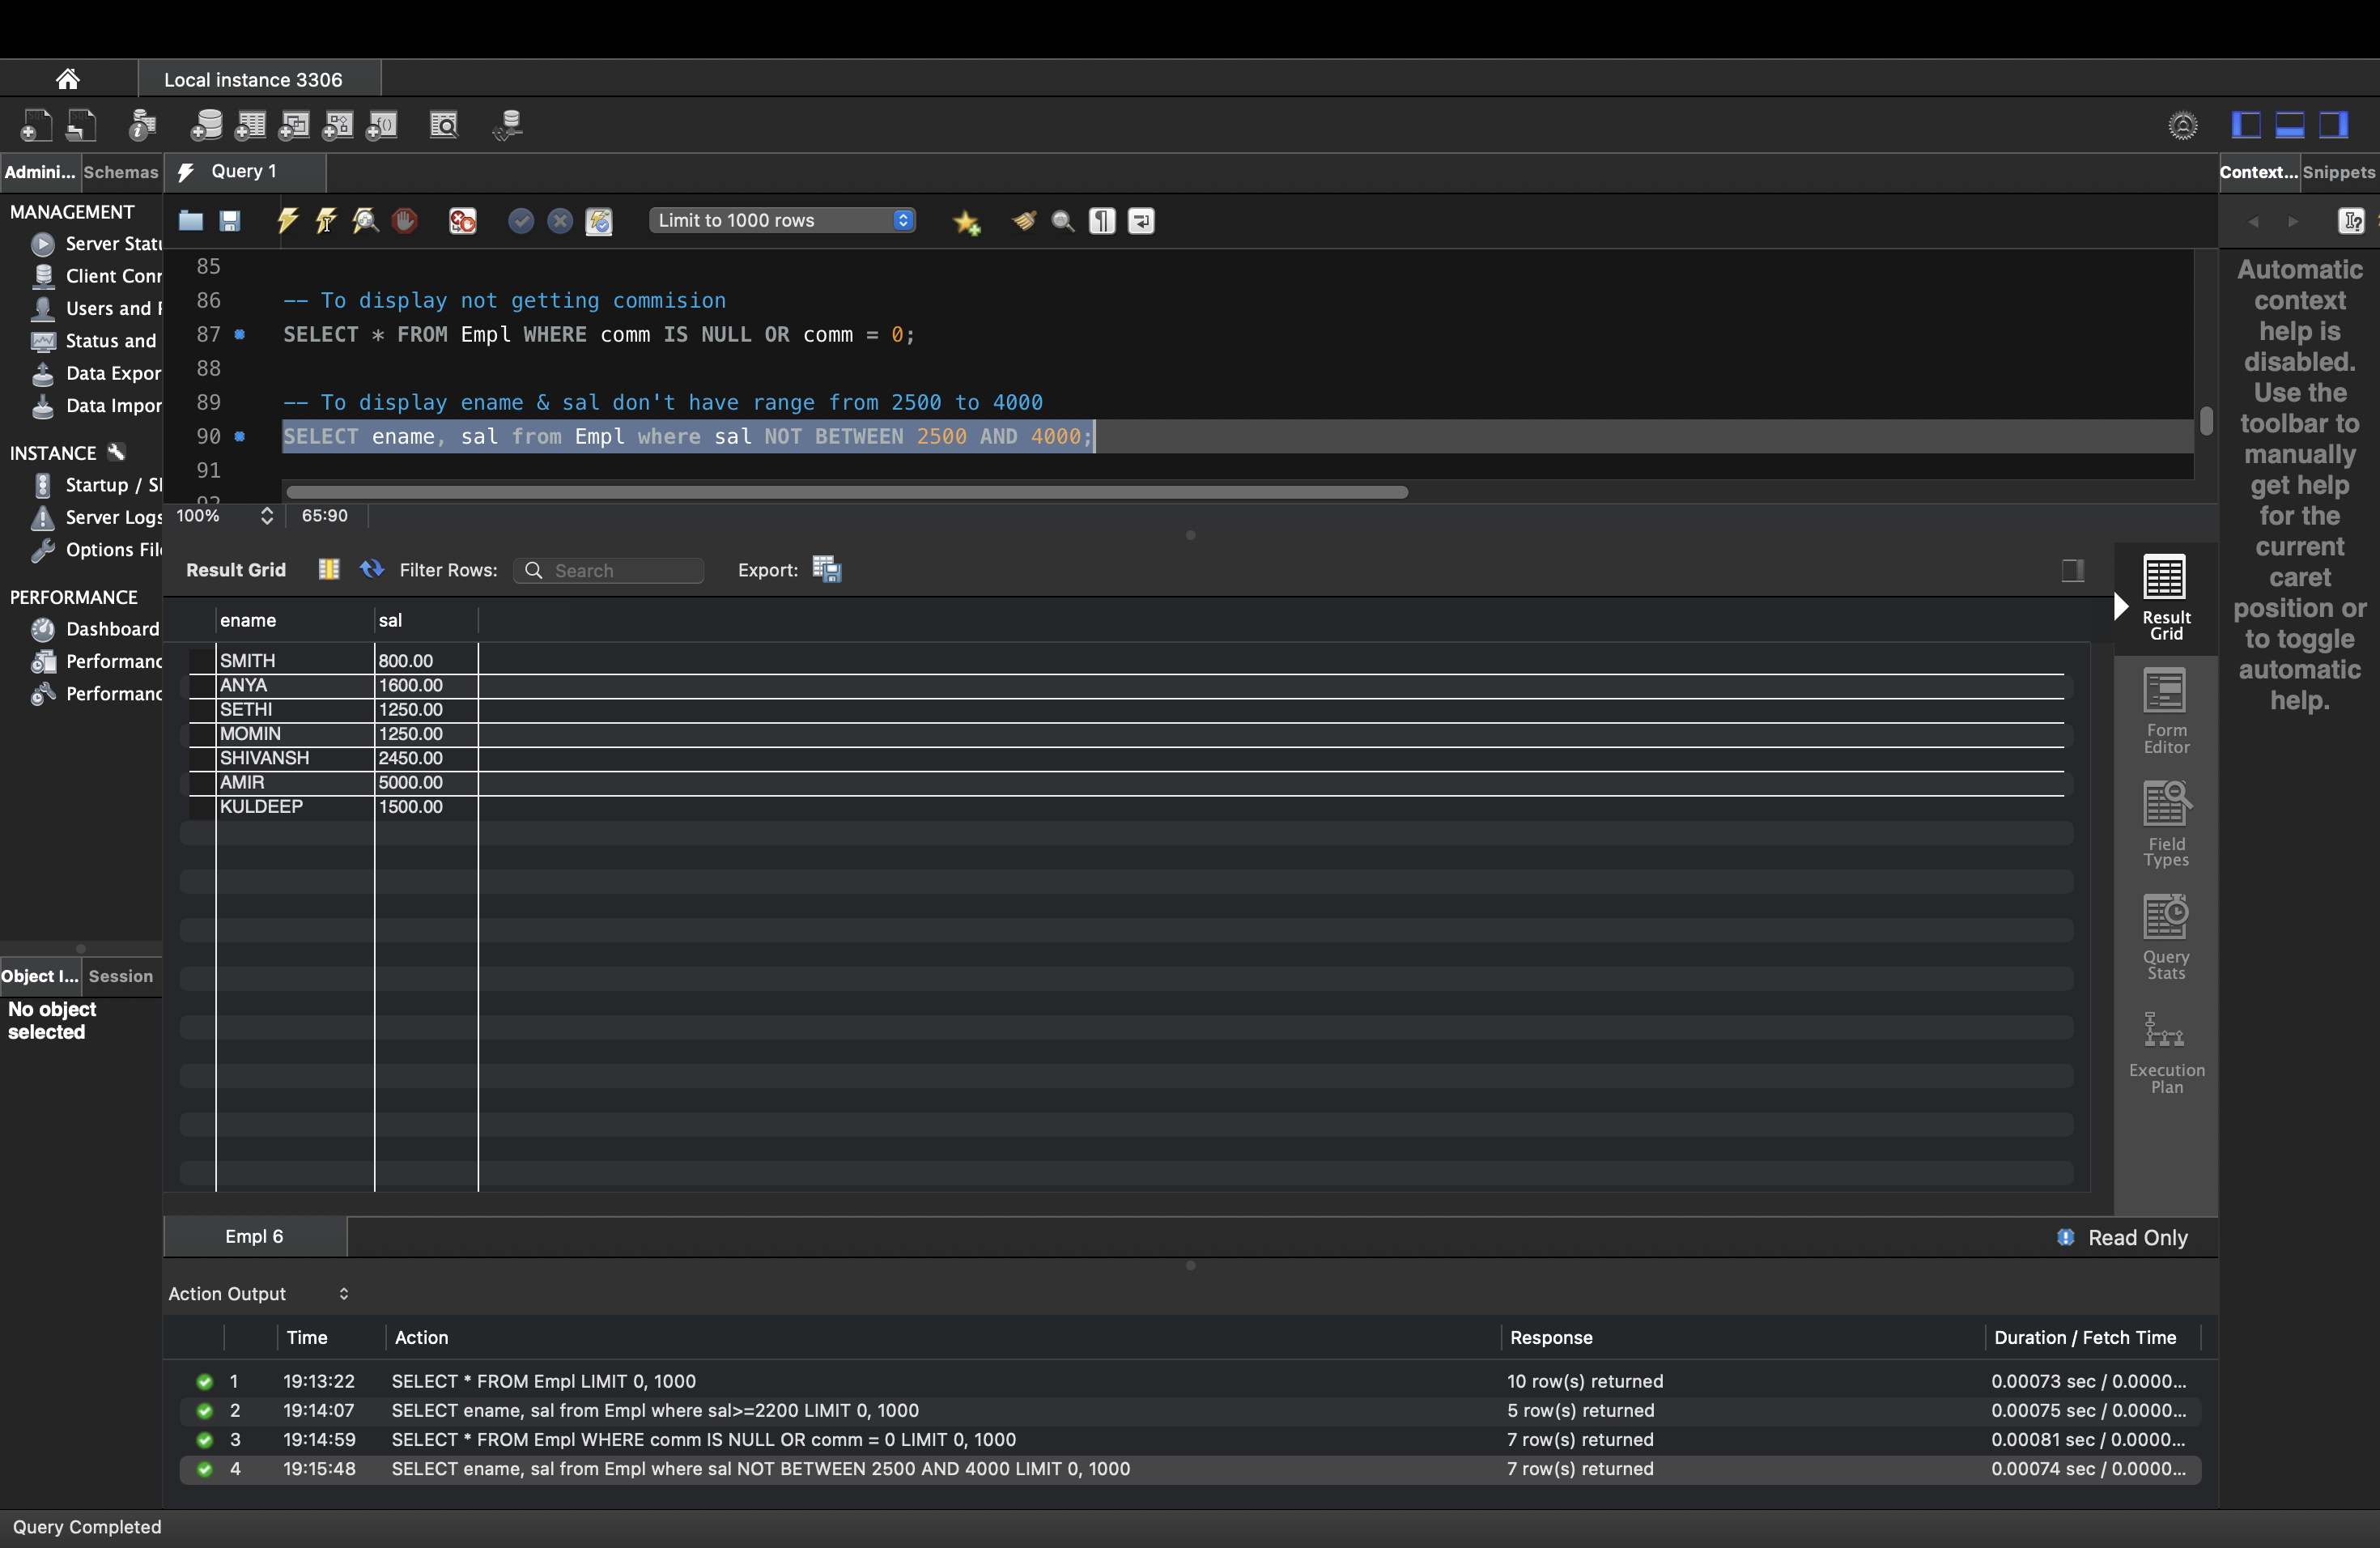 Local instance 3306
Admini... Schemas
Query 1
Context... Snippets
MANAGEMENT
Server Statu
Client Conn
Users and P
Status and
Data Expor
Data Impor
INSTANCE
Startup / Sh
Server Logs
Options File
PERFORMANCE
Dashboard
Performanc
Performanc
Object I... Session
No object
selected
Limit to 1000 rows
85
86 -- To display not getting commision
87 SELECT * FROM Empl WHERE comm IS NULL OR comm = 0;
88
89 -- To display ename & sal don't have range from 2500 to 4000
90 SELECT ename, sal from Empl where sal NOT BETWEEN 2500 AND 4000;
91
92
100% 65:90
Result Grid Filter Rows: Search Export:
ename sal
SMITH 800.00
ANYA 1600.00
SETHI 1250.00
MOMIN 1250.00
SHIVANSH 2450.00
AMIR 5000.00
KULDEEP 1500.00
Result
Grid
Form
Editor
Field
Types
Query
Stats
Execution
Plan
Automatic
context
help is
disabled.
Use the
toolbar to
manually
get help
for the
current
caret
position or
to toggle
automatic
help.
Empl 6 Read Only
Action Output
Time Action Response Duration / Fetch Time
1 19:13:22 SELECT * FROM Empl LIMIT 0, 1000 10 row(s) returned 0.00073 sec / 0.0000...
2 19:14:07 SELECT ename, sal from Empl where sal>=2200 LIMIT 0, 1000 5 row(s) returned 0.00075 sec / 0.0000...
3 19:14:59 SELECT * FROM Empl WHERE comm IS NULL OR comm = 0 LIMIT 0, 1000 7 row(s) returned 0.00081 sec / 0.0000...
4 19:15:48 SELECT ename, sal from Empl where sal NOT BETWEEN 2500 AND 4000 LIMIT 0, 1000 7 row(s) returned 0.00074 sec / 0.0000...
Query Completed